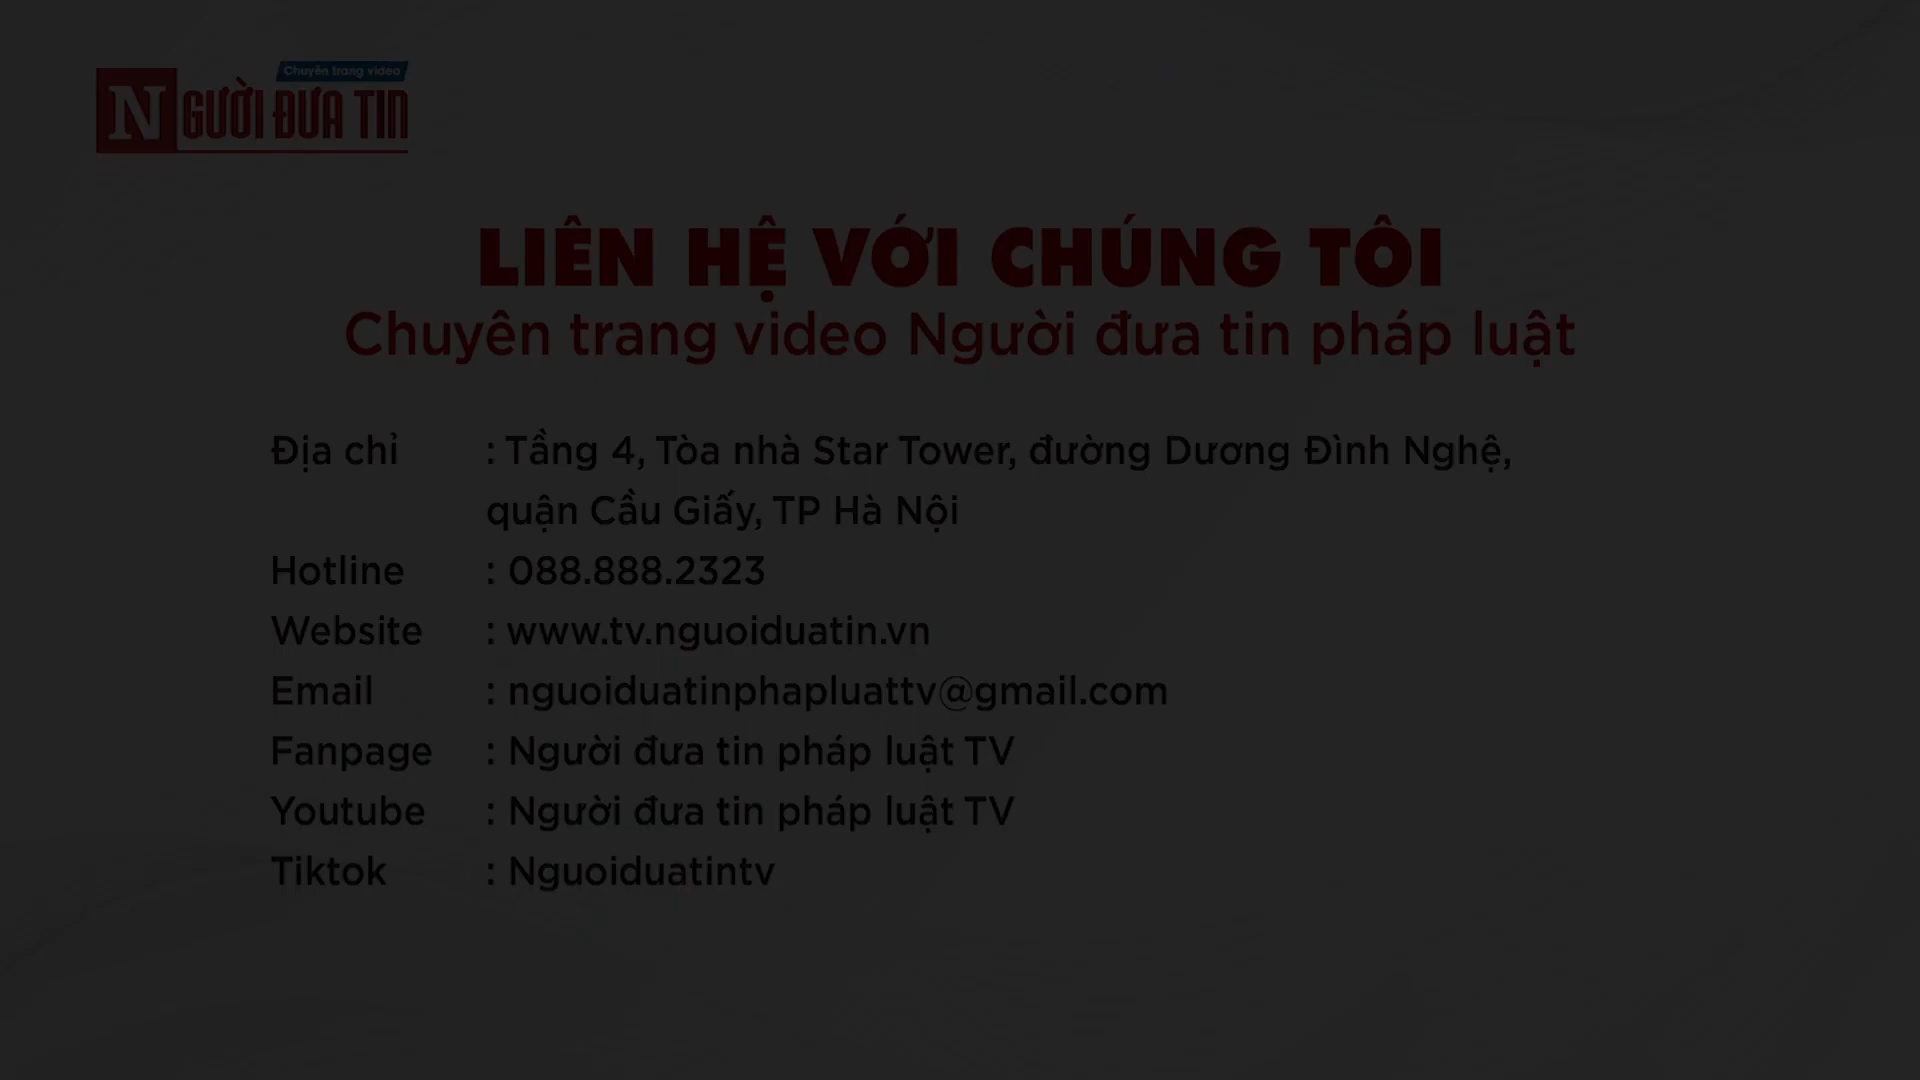 Chuyên trang video
NGƯỜI ĐƯA TIN
LIÊN HỆ VỚI CHÚNG TÔI
Chuyên trang video Người đưa tin pháp luật
Địa chỉ : Tầng 4, Tòa nhà Star Tower, đường Dương Đình Nghệ,
quận Cầu Giấy, TP Hà Nội
Hotline : 088.888.2323
Website : www.tv.nguoiduatin.vn
Email : nguoiduatinphapluattv@gmail.com
Fanpage : Người đưa tin pháp luật TV
Youtube : Người đưa tin pháp luật TV
Tiktok : Nguoiduatintv